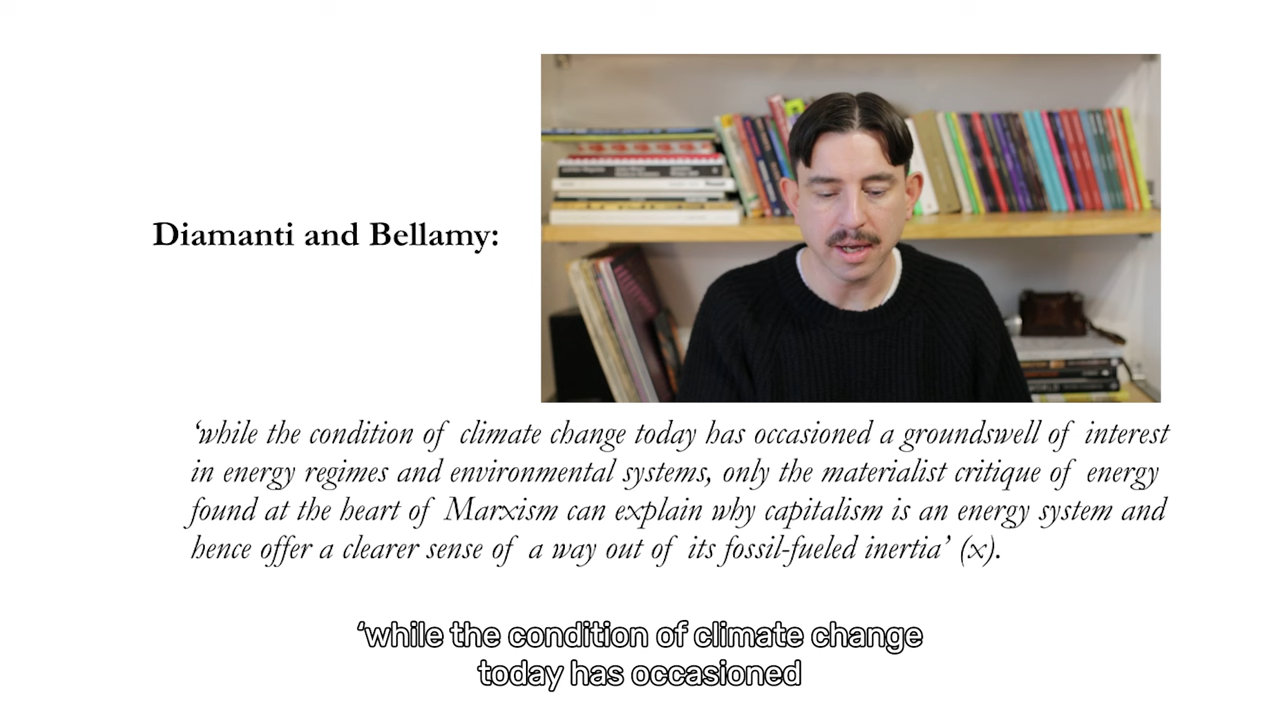 Diamanti and Bellamy:
‘while the condition of climate change today has occasioned a groundswell of interest
in energy regimes and environmental systems, only the materialist critique of energy
found at the heart of Marxism can explain why capitalism is an energy system and
hence offer a clearer sense of a way out of its fossil-fueled inertia’ (x).
‘while the condition of climate change
today has occasioned